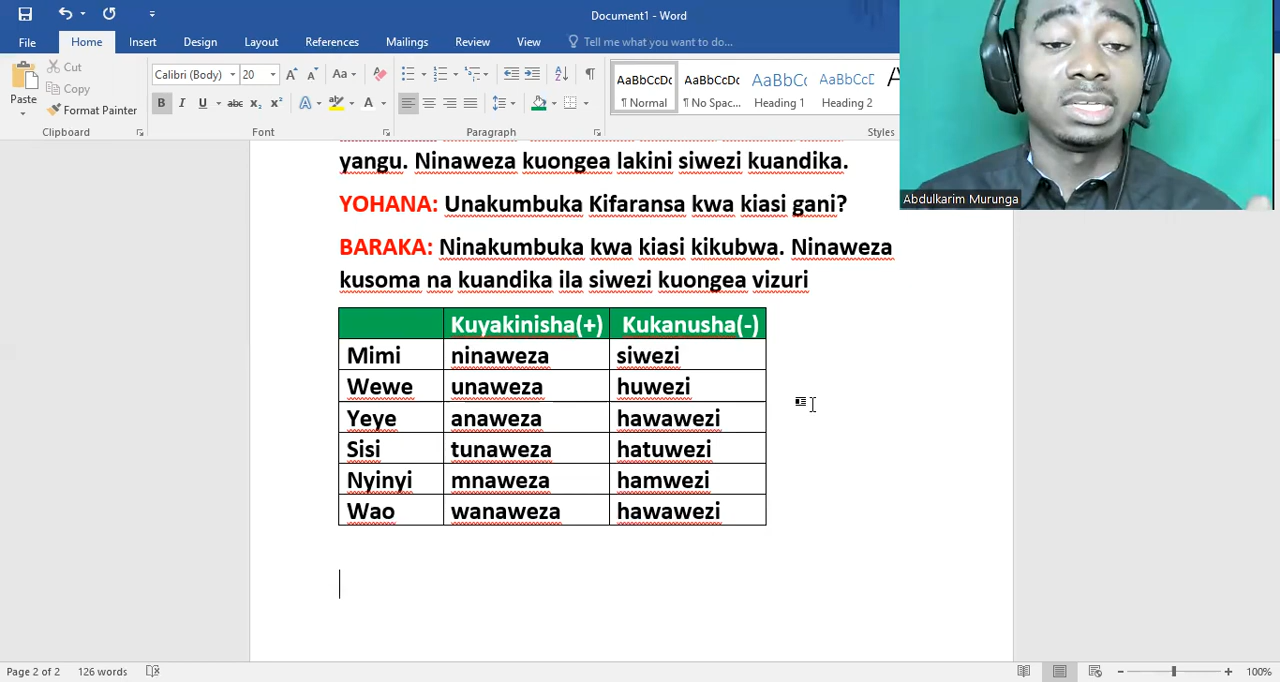 Document1 - Word
File Home Insert Design Layout References Mailings Review View Tell me what you want to do...
Paste
Cut
Copy
Format Painter
Clipboard
Calibri (Body) 20
Font
Paragraph
AaBbCcDc AaBbCcDc AaBbCc AaBbCcE
¶ Normal ¶ No Spac... Heading 1 Heading 2
Styles
Abdulkarim Murunga
yangu. Ninaweza kuongea lakini siwezi kuandika.
YOHANA: Unakumbuka Kifaransa kwa kiasi gani?
BARAKA: Ninakumbuka kwa kiasi kikubwa. Ninaweza
kusoma na kuandika ila siwezi kuongea vizuri
Kuyakinisha(+) Kukanusha(-)
Mimi ninaweza siwezi
Wewe unaweza huwezi
Yeye anaweza hawawezi
Sisi tunaweza hatuwezi
Nyinyi mnaweza hamwezi
Wao wanaweza hawawezi
Page 2 of 2 126 words 100%